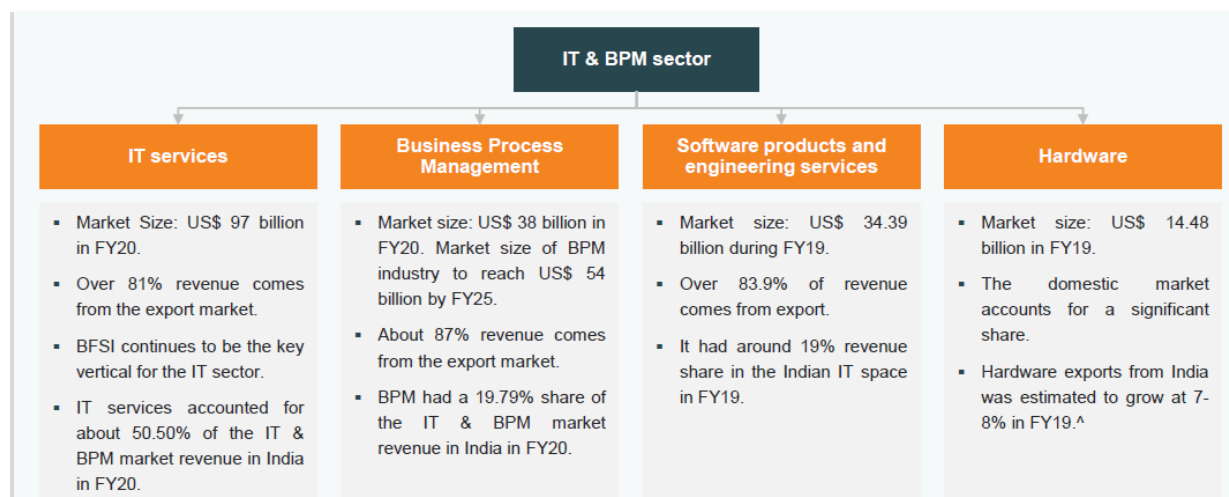 IT & BPM sector
IT services
▪ Market Size: US$ 97 billion
in FY20.
▪ Over 81% revenue comes
from the export market.
▪ BFSI continues to be the key
vertical for the IT sector.
▪ IT services accounted for
about 50.50% of the IT &
BPM market revenue in India
in FY20.
Business Process
Management
▪ Market size: US$ 38 billion in
FY20. Market size of BPM
industry to reach US$ 54
billion by FY25.
▪ About 87% revenue comes
from the export market.
▪ BPM had a 19.79% share of
the IT & BPM market
revenue in India in FY20.
Software products and
engineering services
▪ Market size: US$ 34.39
billion during FY19.
▪ Over 83.9% of revenue
comes from export.
▪ It had around 19% revenue
share in the Indian IT space
in FY19.
Hardware
▪ Market size: US$ 14.48
billion in FY19.
▪ The domestic market
accounts for a significant
share.
▪ Hardware exports from India
was estimated to grow at 7-
8% in FY19.^